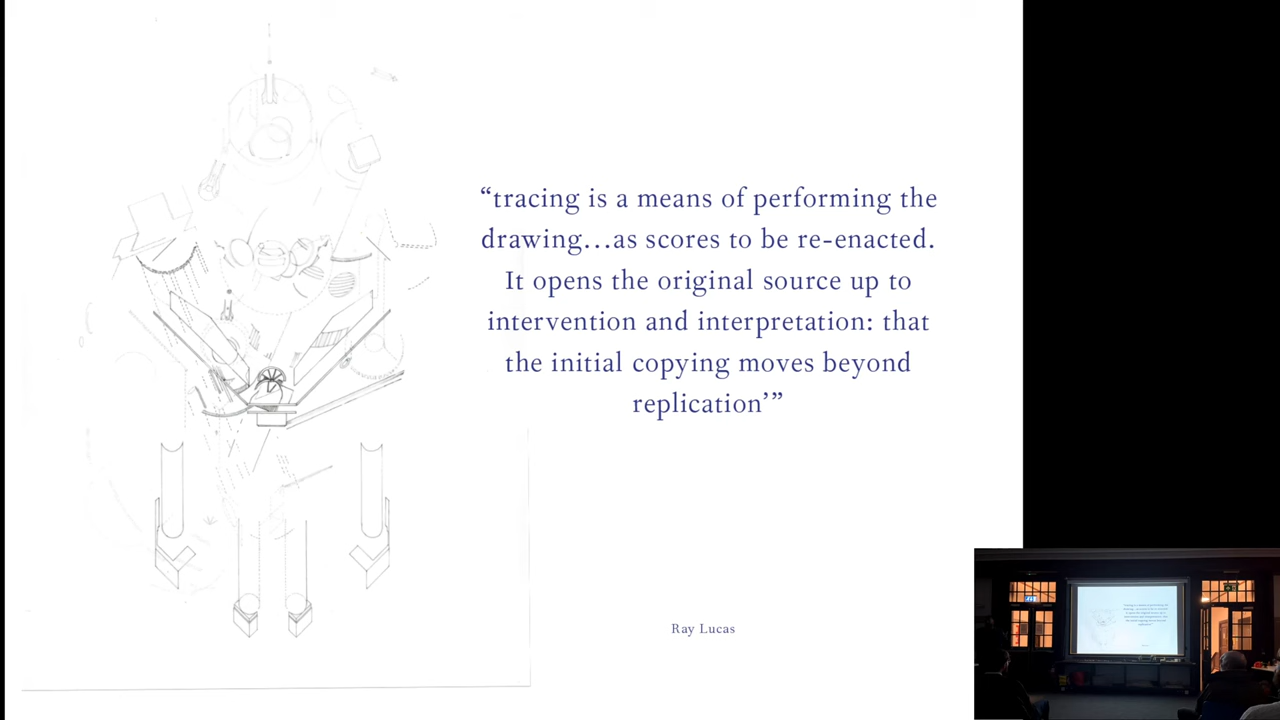 “tracing is a means of performing the
drawing…as scores to be re-enacted.
It opens the original source up to
intervention and interpretation: that
the initial copying moves beyond
replication’”
Ray Lucas